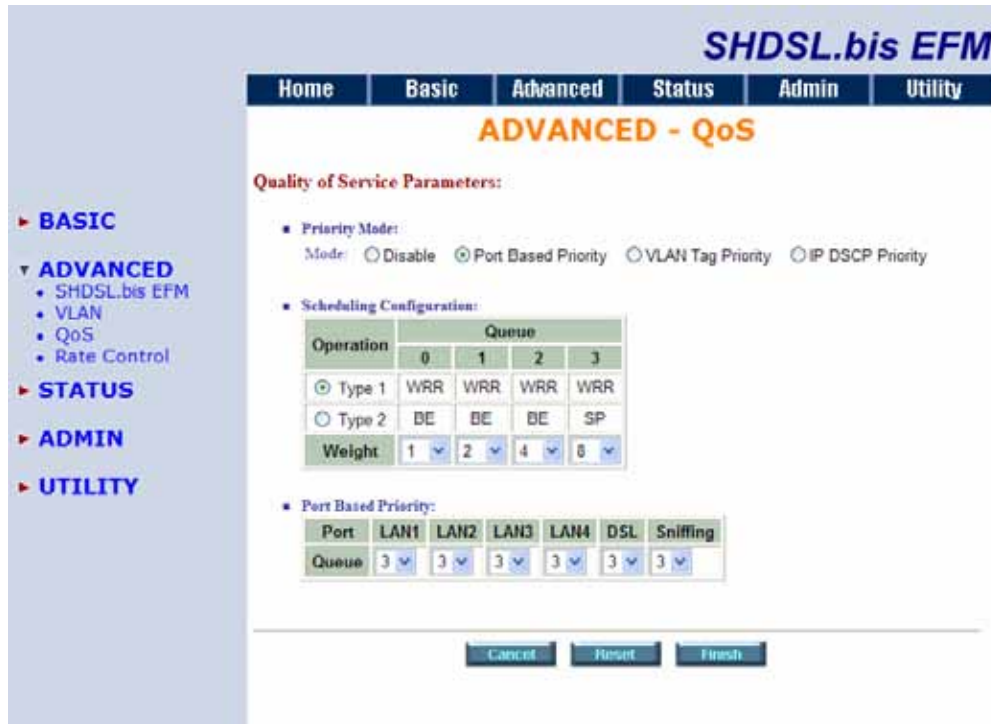 SHDSL.bis EFM
Home Basic Advanced Status Admin Utility
ADVANCED - QoS
Quality of Service Parameters:
BASIC
ADVANCED
SHDSL.bis EFM
VLAN
QoS
Rate Control
STATUS
ADMIN
UTILITY
Priority Mode:
Mode: Disable Port Based Priority VLAN Tag Priority IP DSCP Priority
Scheduling Configuration:
Operation Queue
0 1 2 3
Type 1 WRR WRR WRR WRR
Type 2 BE BE BE SP
Weight 1 2 4 8
Port Based Priority:
Port LAN1 LAN2 LAN3 LAN4 DSL Sniffing
Queue 3 3 3 3 3 3
Cancel Reset Finish